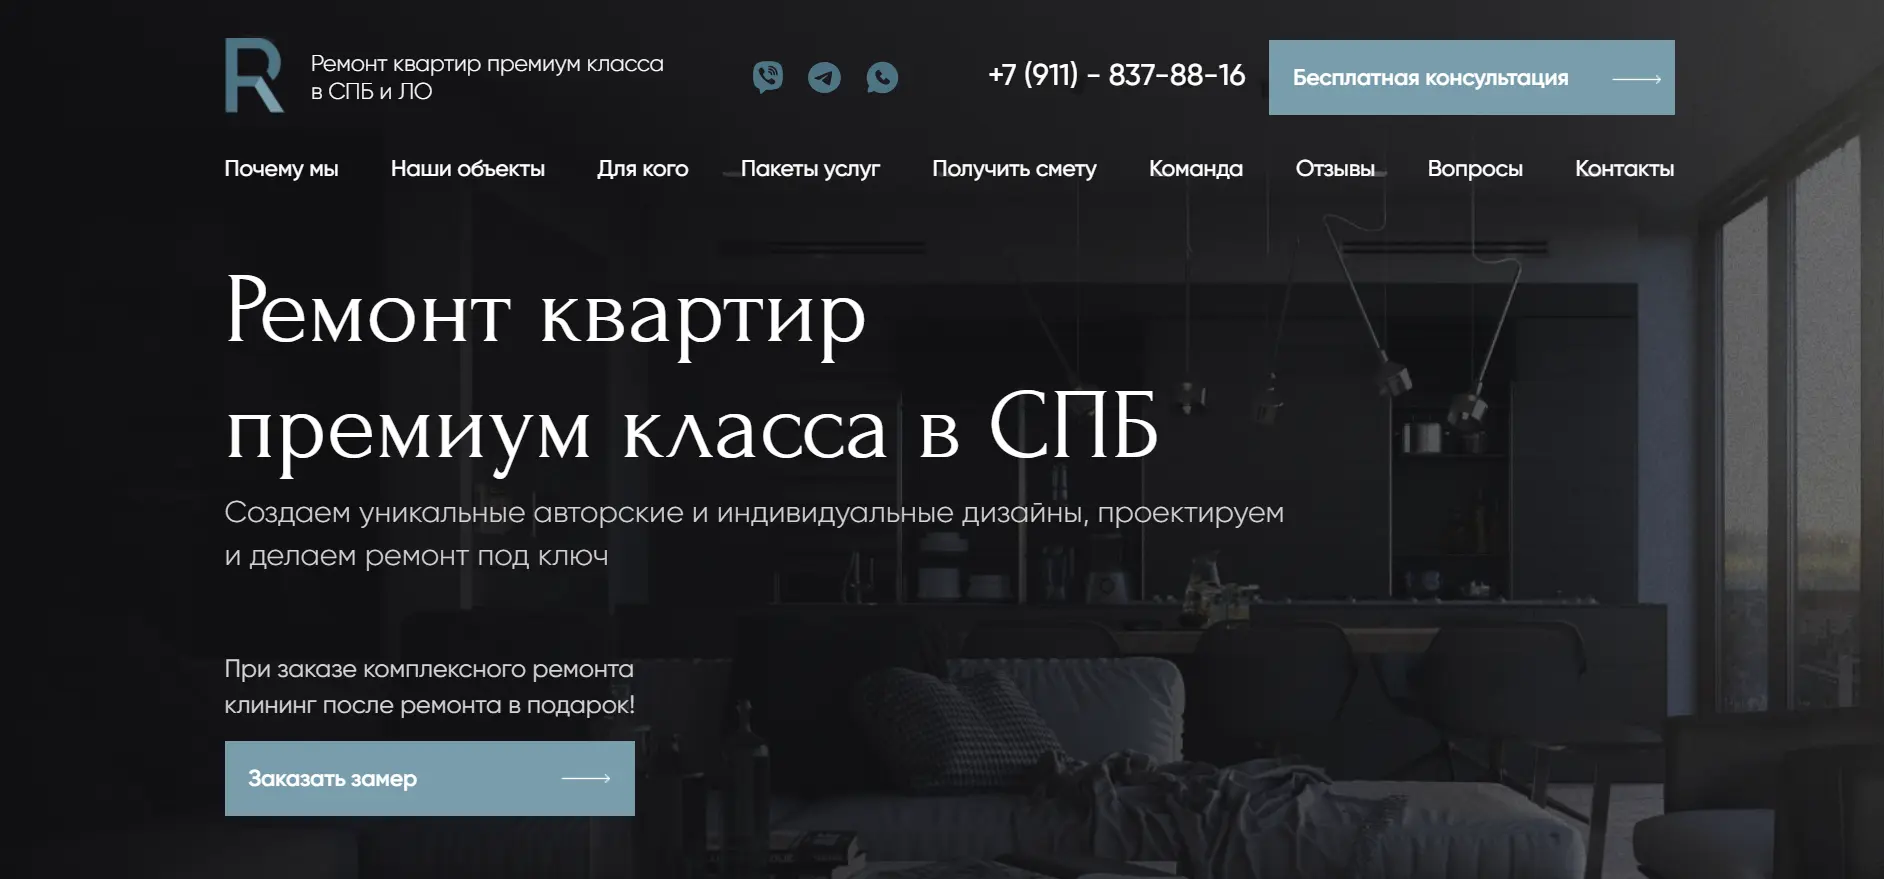 R
Ремонт квартир премиум класса
в СПБ и ЛО
+7 (911) - 837-88-16
Бесплатная консультация
Почему мы Наши объекты Для кого Пакеты услуг Получить смету Команда Отзывы Вопросы Контакты
Ремонт квартир
премиум класса в СПБ
Создаем уникальные авторские и индивидуальные дизайны, проектируем
и делаем ремонт под ключ
При заказе комплексного ремонта
клининг после ремонта в подарок!
Заказать замер